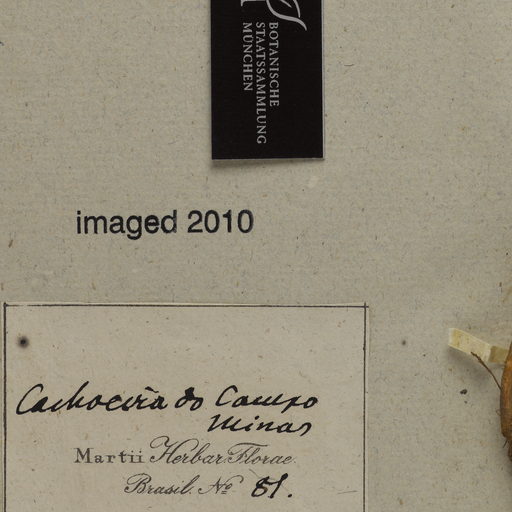 BOTANISCHE
STAATSSAMMLUNG
MÜNCHEN
imaged 2010
Cachoeira do Campo
Minas
Martii Herbar. Florae
Brasil. No 81.